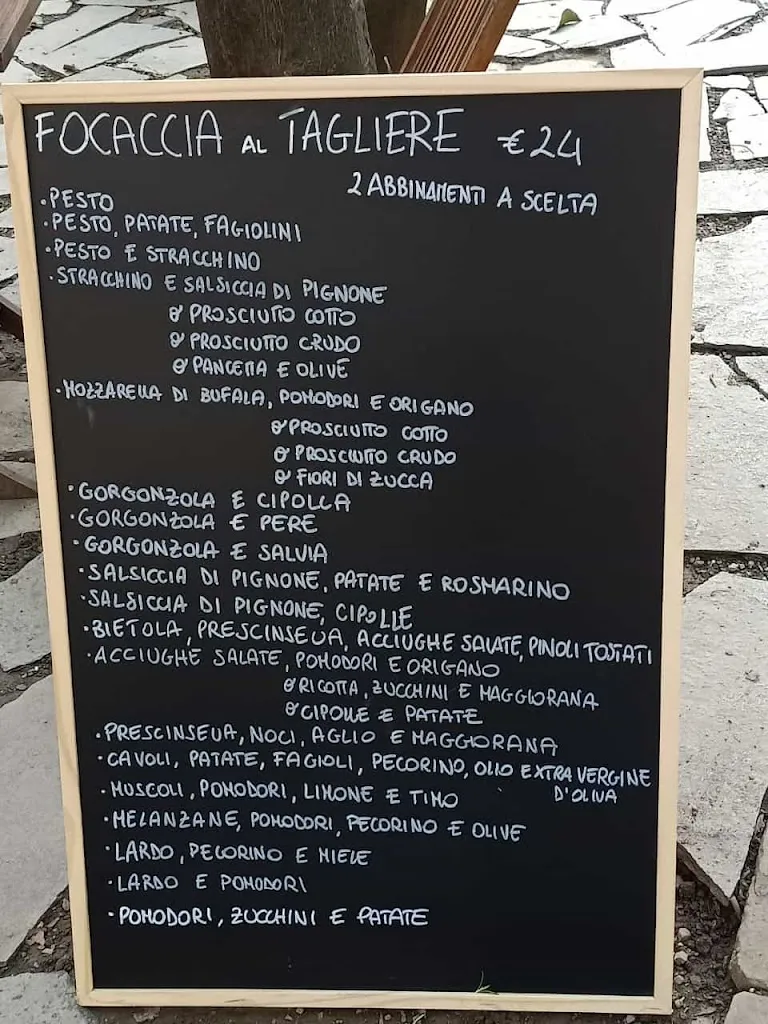 FOCACCIA AL TAGLIERE €24
2 ABBINAMENTI A SCELTA
·PESTO
·PESTO, PATATE, FAGIOLINI
·PESTO E STRACCHINO
·STRACCHINO E SALSICCIA DI PIGNONE
O' PROSCIUTTO COTTO
O' PROSCIUTTO CRUDO
O' PANCETTA E OLIVE
·MOZZARELLA DI BUFALA, POMODORI E ORIGANO
O' PROSCIUTTO COTTO
O' PROSCIUTTO CRUDO
O' FIORI DI ZUCCA
·GORGONZOLA E CIPOLLA
·GORGONZOLA E PERE
·GORGONZOLA E SALVIA
·SALSICCIA DI PIGNONE, PATATE E ROSMARINO
·SALSICCIA DI PIGNONE, CIPOLLE
·BIETOLA, PRESCINSEUA, ACCIUGHE SALATE, PINOLI TOSTATI
·ACCIUGHE SALATE, POMODORI E ORIGANO
O' RICOTTA, ZUCCHINI E MAGGIORANA
O' CIPOLLE E PATATE
·PRESCINSEUA, NOCI, AGLIO E MAGGIORANA
·CAVOLI, PATATE, FAGIOLI, PECORINO, OLIO EXTRA VERGINE
D'OLIVA
·MUSCOLI, POMODORI, LIMONE E TIMO
·MELANZANE, POMODORI, PECORINO E OLIVE
·LARDO, PECORINO E MIELE
·LARDO E POMODORI
·POMODORI, ZUCCHINI E PATATE